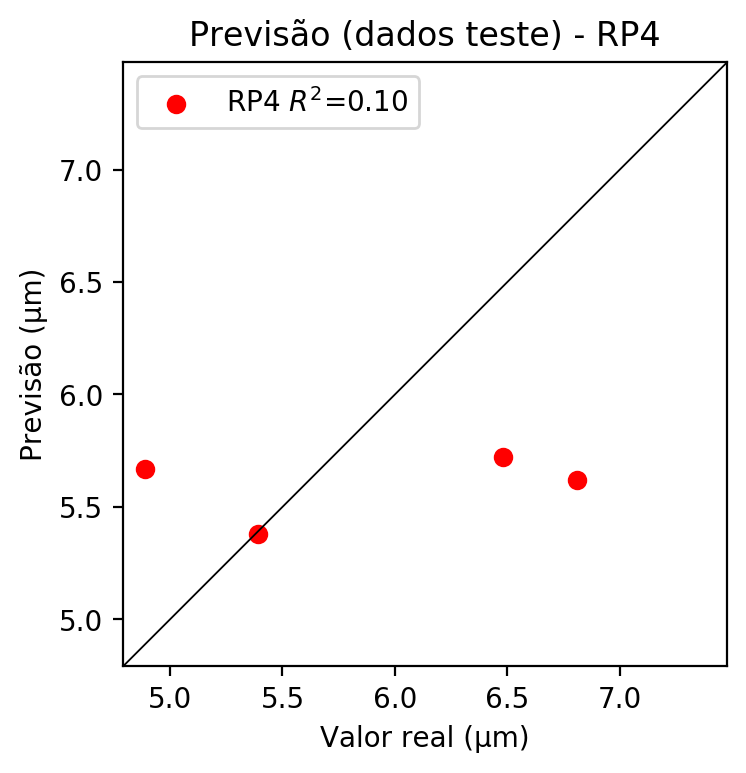 Previsão (dados teste) - RP4
RP4 R²=0.10
Previsão (μm)
7.0
6.5
6.0
5.5
5.0
5.0 5.5 6.0 6.5 7.0
Valor real (μm)